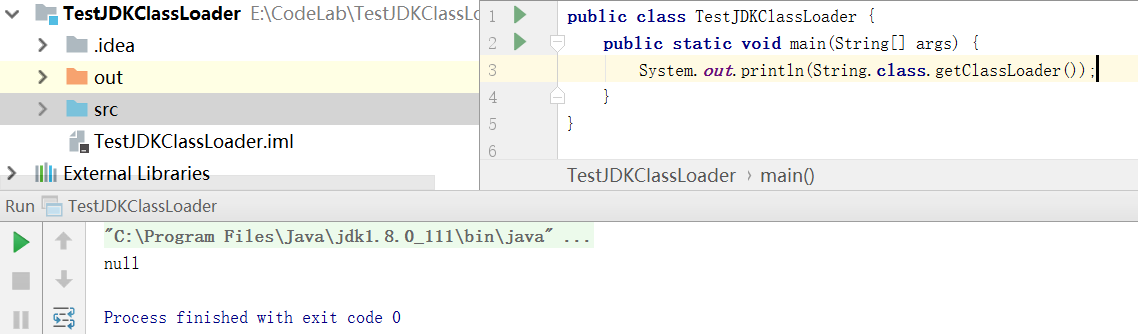 TestJDKClassLoader E:\CodeLab\TestJDKClassLo
.idea
out
src
TestJDKClassLoader.iml
External Libraries
1 public class TestJDKClassLoader {
2 public static void main(String[] args) {
3 System.out.println(String.class.getClassLoader());
4 }
5 }
6
TestJDKClassLoader › main()
Run TestJDKClassLoader
"C:\Program Files\Java\jdk1.8.0_111\bin\java" ...
null
Process finished with exit code 0